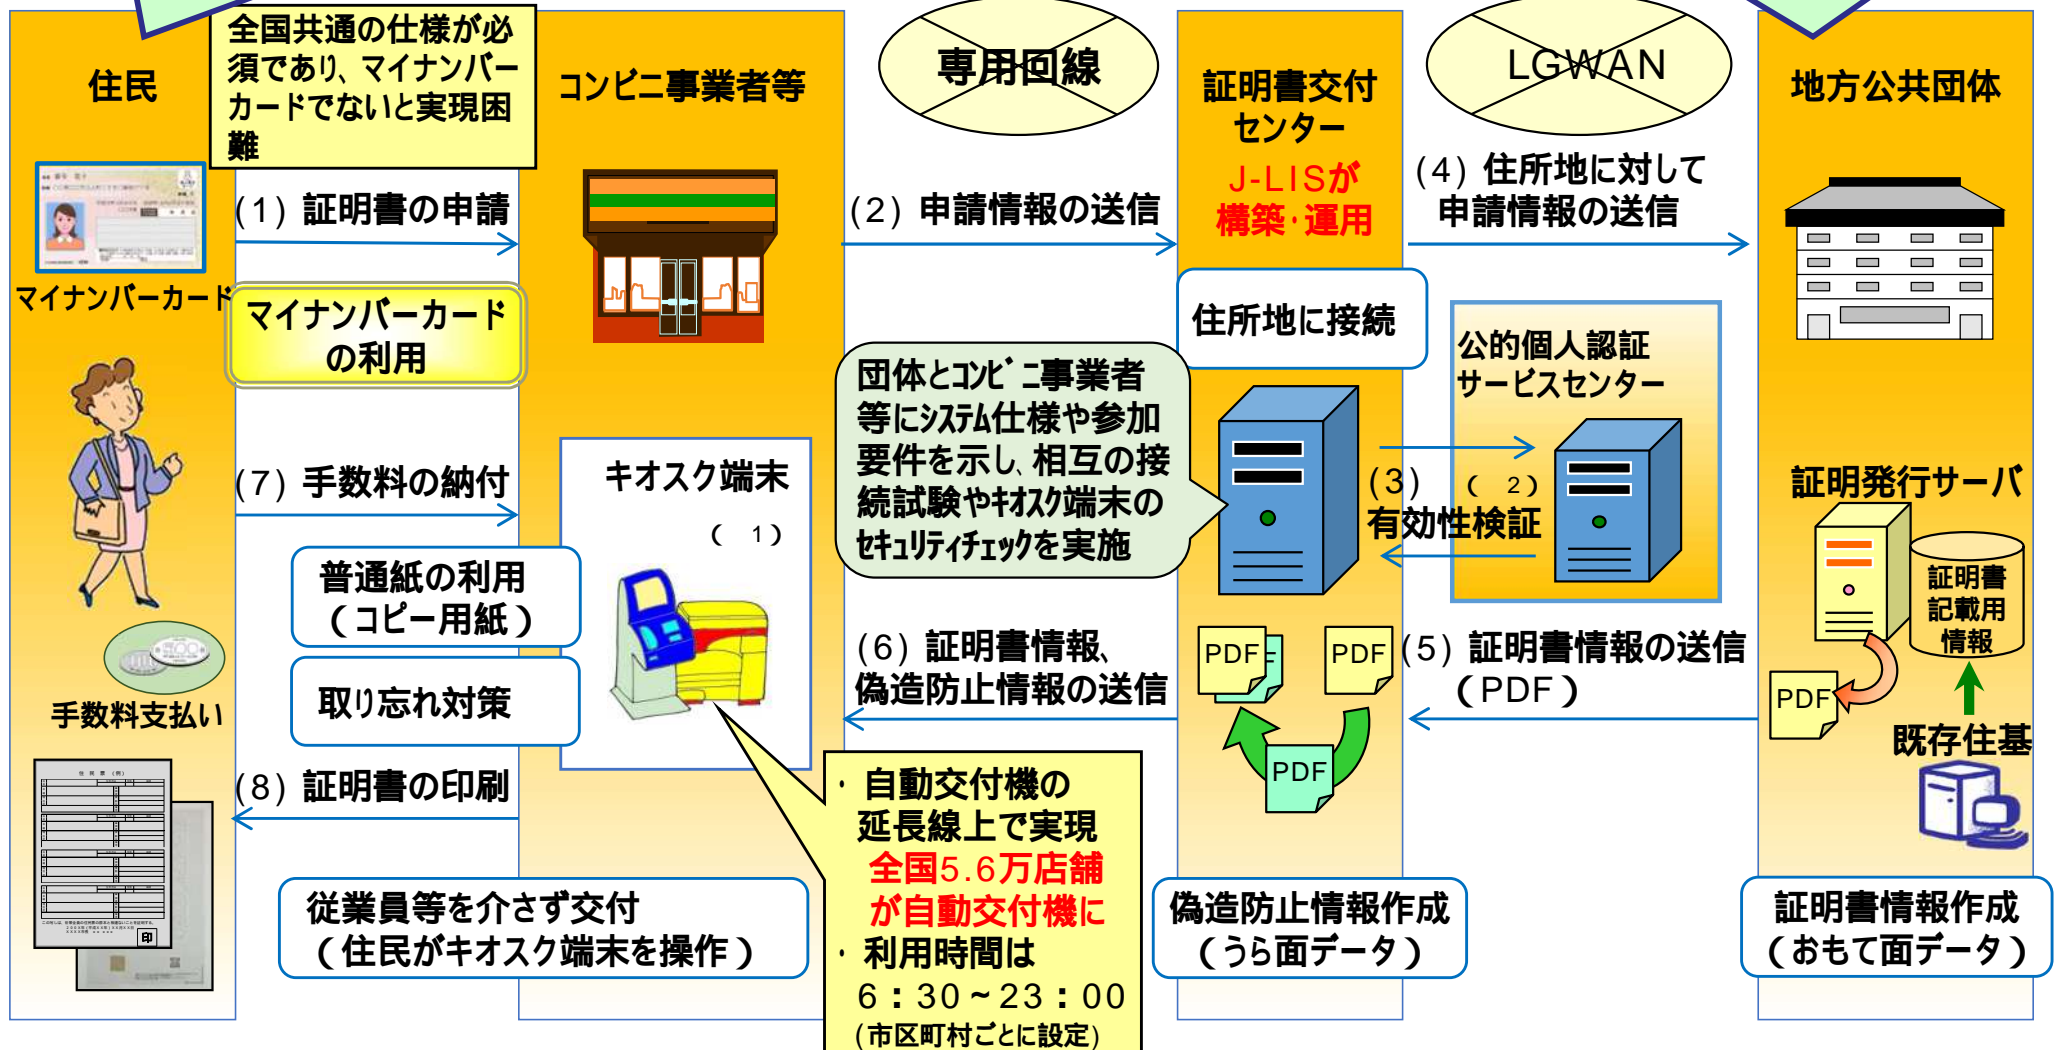 住民
全国共通の仕様が必
須であり、マイナンバー
カードでないと実現困
難
コンビニ事業者等
専用回線
証明書交付
センター
J-LISが
構築・運用
LGWAN
地方公共団体
(1) 証明書の申請
(2) 申請情報の送信
(4) 住所地に対して
申請情報の送信
マイナンバーカード
マイナンバーカード
の利用
住所地に接続
公的個人認証
サービスセンター
団体とコンビニ事業者
等にシステム仕様や参加
要件を示し、相互の接
続試験やキオスク端末の
セキュリティチェックを実施
(3) ( 2)
有効性検証
(7) 手数料の納付
キオスク端末
( 1)
証明発行サーバ
証明書
記載用
情報
普通紙の利用
(コピー用紙)
取り忘れ対策
手数料支払い
(6) 証明書情報、
偽造防止情報の送信
PDF
PDF
PDF
(5) 証明書情報の送信
(PDF)
PDF
既存住基
(8) 証明書の印刷
住 民 票 (例)
印
・自動交付機の
延長線上で実現
全国5.6万店舗
が自動交付機に
・利用時間は
6:30~23:00
(市区町村ごとに設定)
従業員等を介さず交付
(住民がキオスク端末を操作)
偽造防止情報作成
(うら面データ)
証明書情報作成
(おもて面データ)